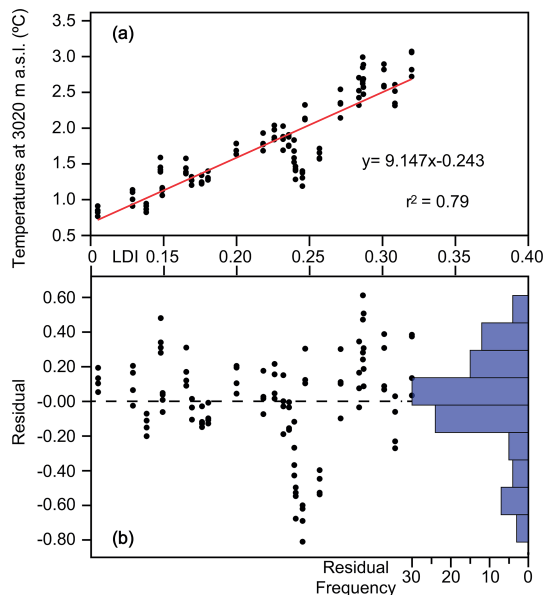 Temperatures at 3020 m a.s.l. (ºC)
3.5
3.0
2.5
2.0
1.5
1.0
0.5
(a)
y= 9.147x-0.243
r² = 0.79
0 LDI 0.15 0.20 0.25 0.30 0.35 0.40
Residual
0.60
0.40
0.20
-0.00
-0.20
-0.40
-0.60
-0.80
(b)
Residual
Frequency
30 20 10 0